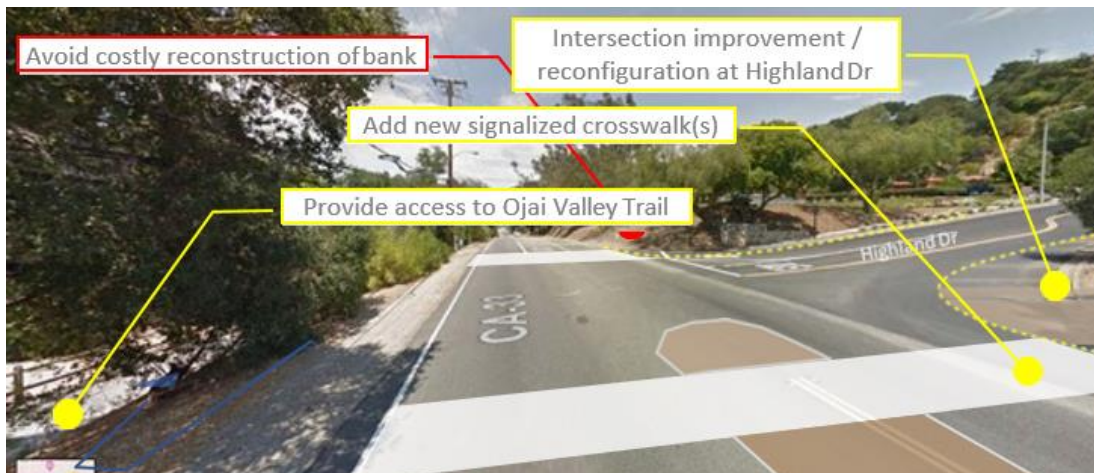 Avoid costly reconstruction of bank
Intersection improvement /
reconfiguration at Highland Dr
Add new signalized crosswalk(s)
Provide access to Ojai Valley Trail
Highland Dr
CA-33